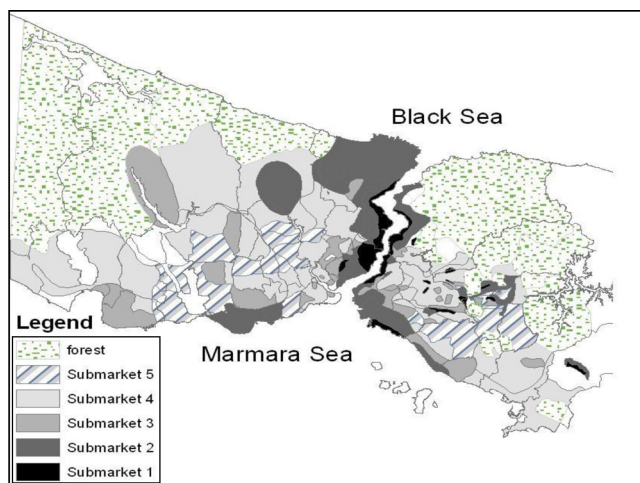 Black Sea
Marmara Sea
Legend
forest
Submarket 5
Submarket 4
Submarket 3
Submarket 2
Submarket 1